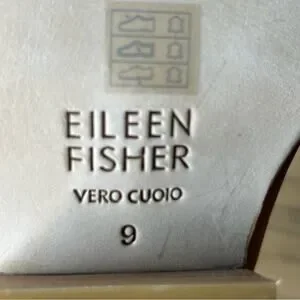 EILEEN
FISHER
VERO CUOIO
9